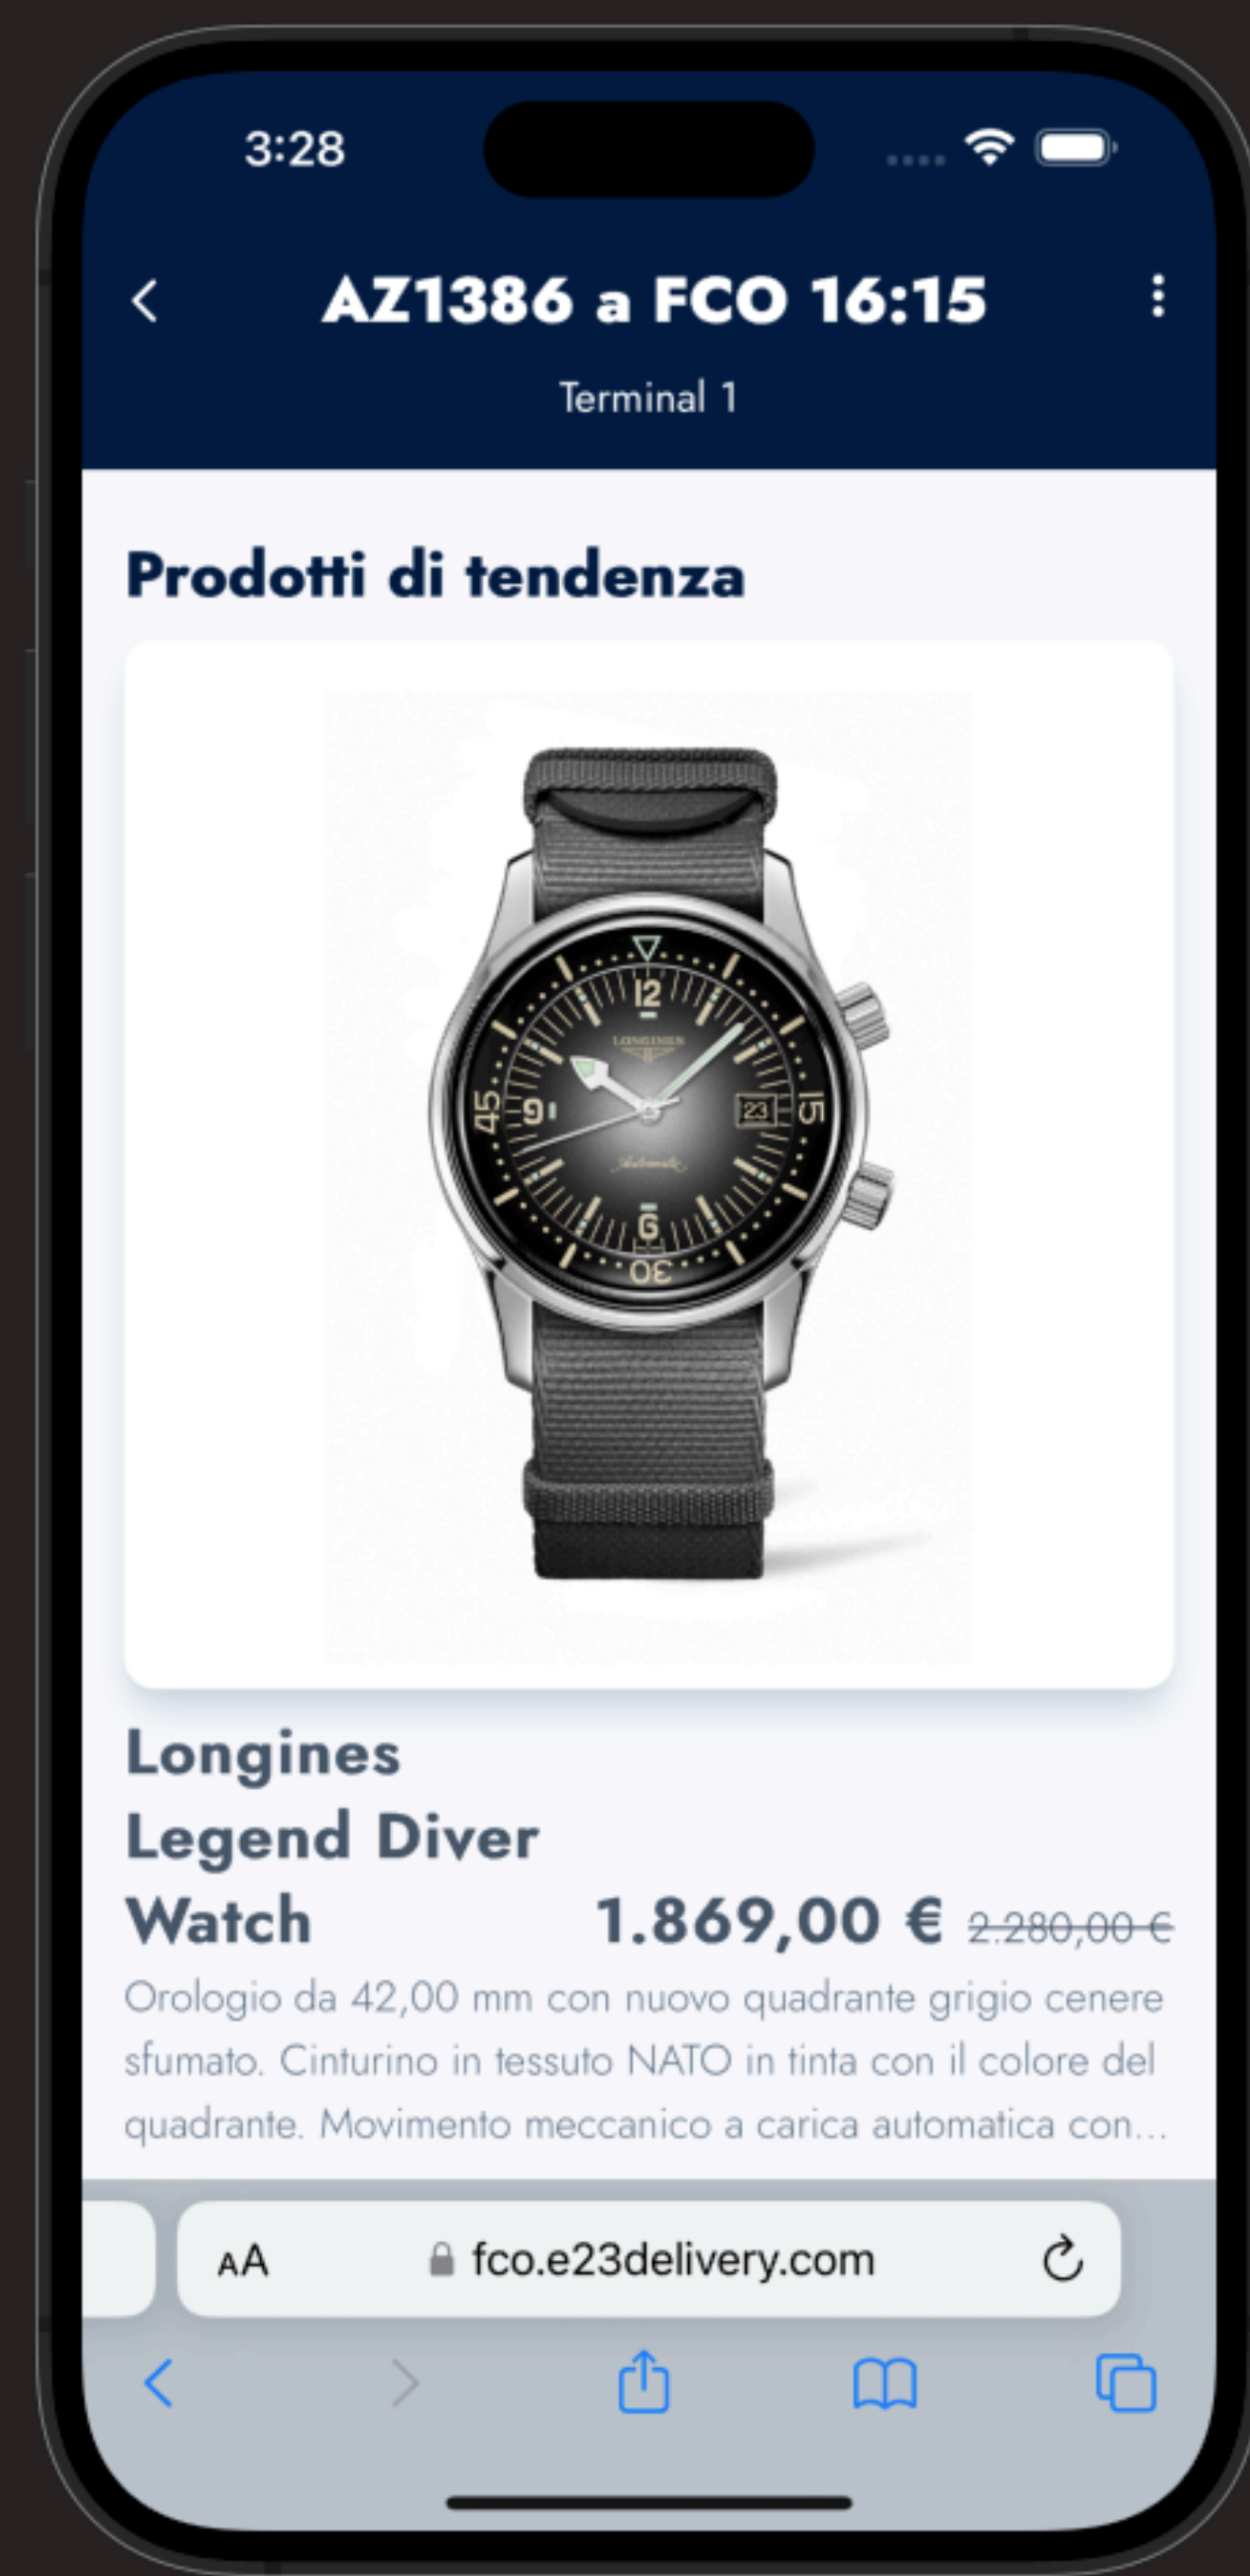 3:28
AZ1386 a FCO 16:15
Terminal 1
Prodotti di tendenza
12
LONGINES
45
9
23
15
Automatic
6
30
Longines
Legend Diver
Watch 1.869,00 € 2.280,00 €
Orologio da 42,00 mm con nuovo quadrante grigio cenere
sfumato. Cinturino in tessuto NATO in tinta con il colore del
quadrante. Movimento meccanico a carica automatica con...
AA fco.e23delivery.com